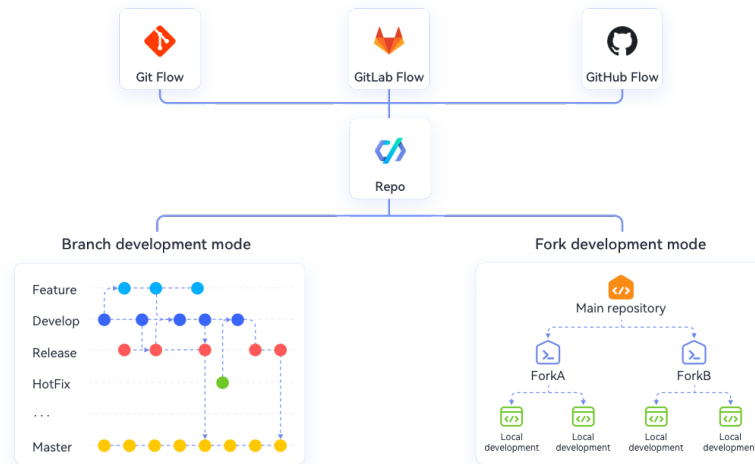 Git Flow
GitLab Flow
GitHub Flow
Repo
Branch development mode
Fork development mode
Feature
Develop
Release
HotFix
...
Master
Main repository
ForkA
ForkB
Local
development
Local
development
Local
development
Local
development